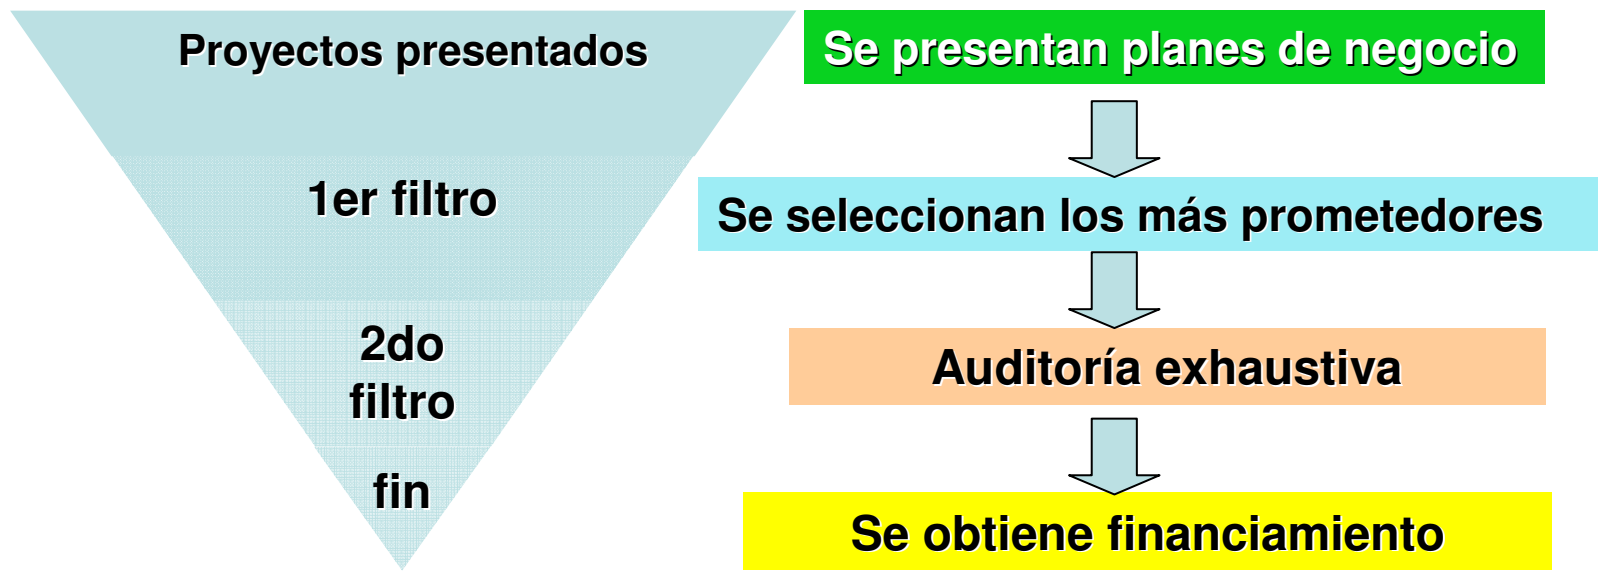 Proyectos presentados
Se presentan planes de negocio
1er filtro
Se seleccionan los más prometedores
2do
filtro
Auditoría exhaustiva
fin
Se obtiene financiamiento